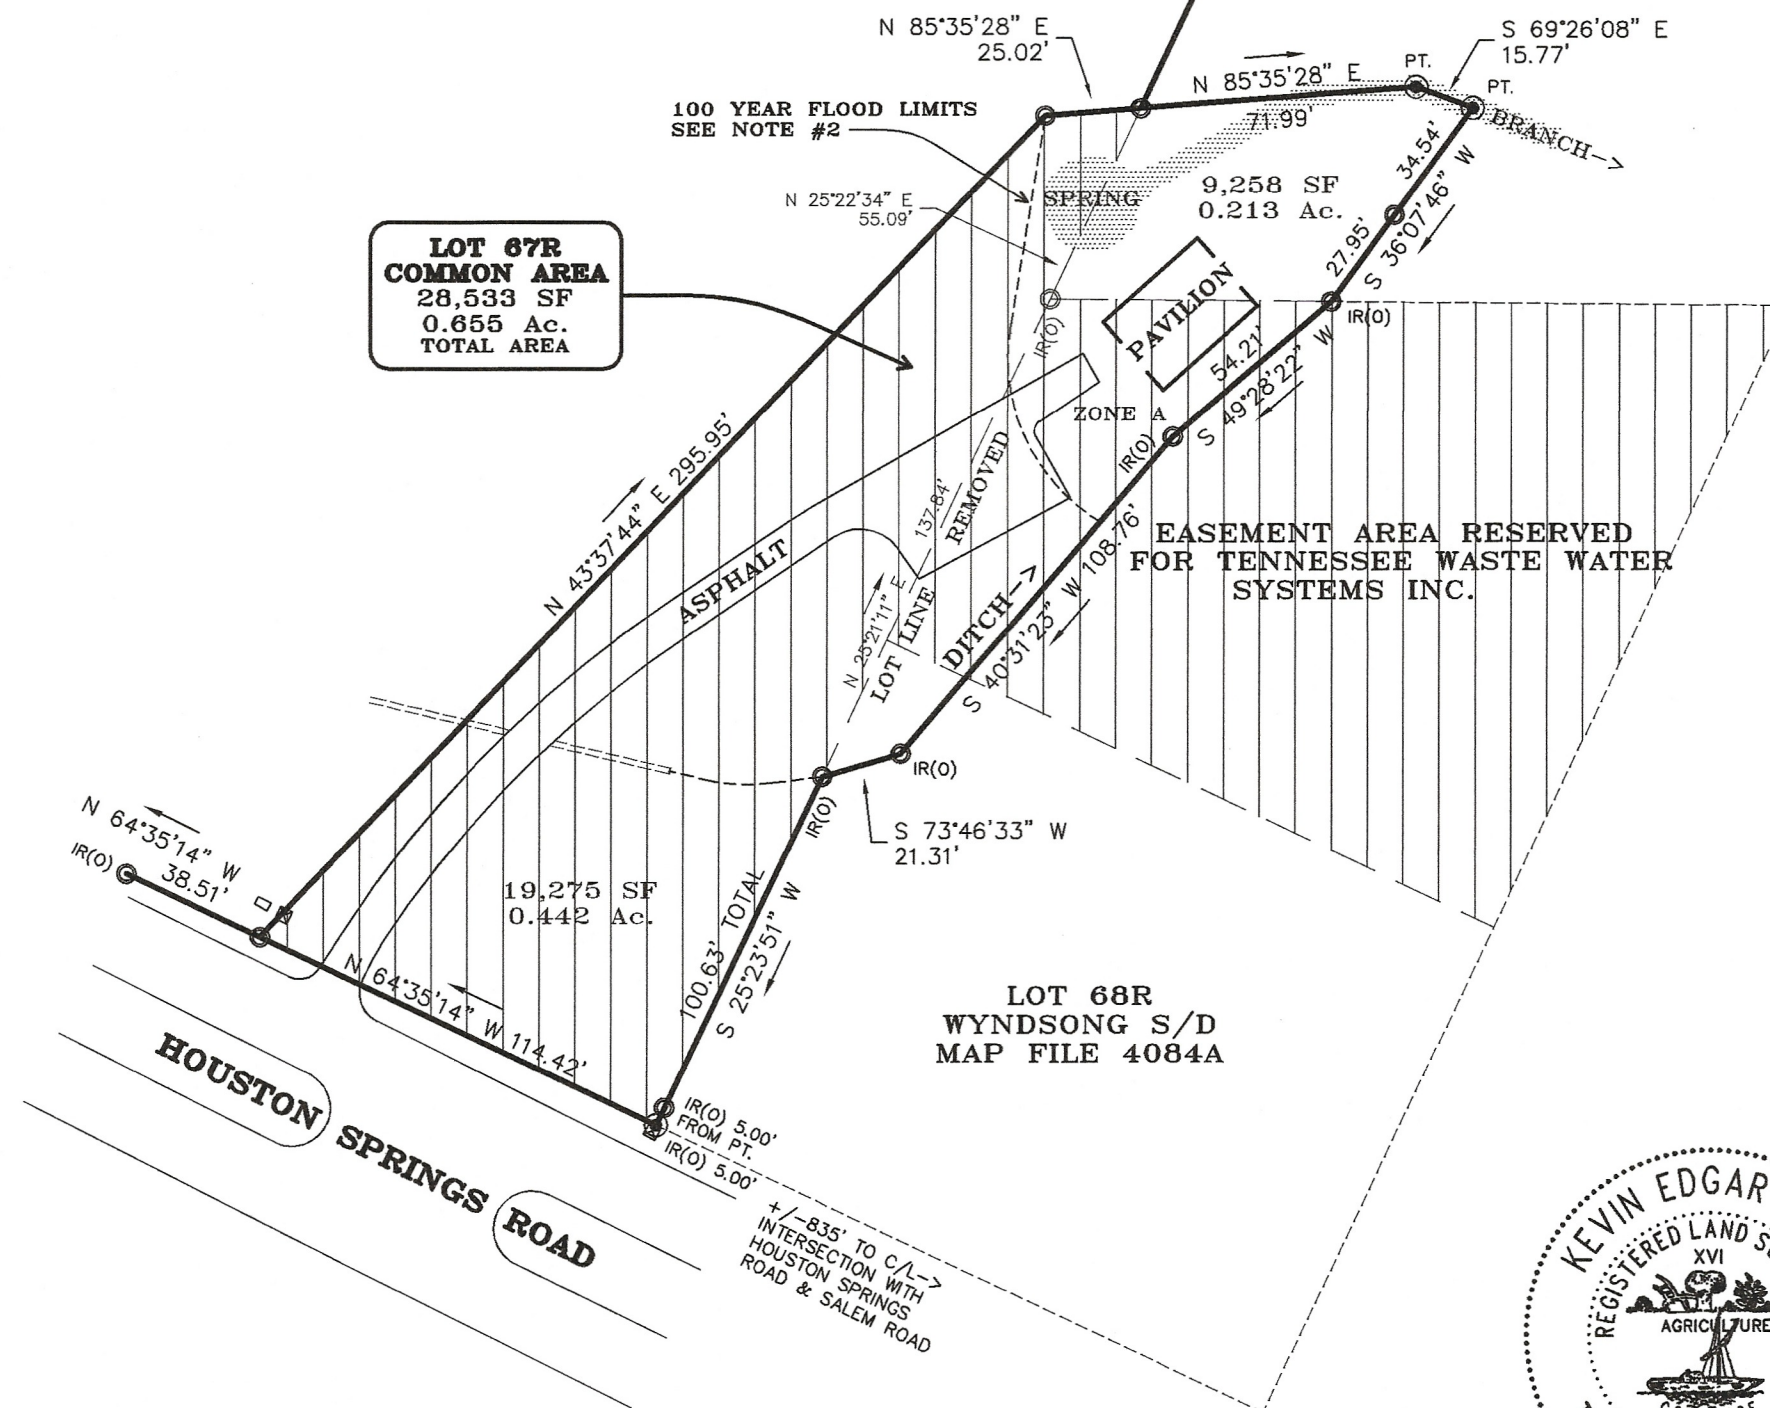 N 85°35'28" E
25.02'
S 69°26'08" E
15.77'
PT.
PT.
N 85°35'28" E
71.99'
100 YEAR FLOOD LIMITS
SEE NOTE #2
BRANCH->
34.54'
S 36°07'46" W
27.95'
N 25°22'34" E
55.09'
SPRING
9,258 SF
0.213 Ac.
LOT 67R
COMMON AREA
28,533 SF
0.655 Ac.
TOTAL AREA
PAVILION
IR(O)
IR(O)
54.21'
S 49°28'22" W
ZONE A
IR(O)
N 43°37'44" E 295.95'
137.84'
N 25°21'11" E
LOT LINE REMOVED
ASPHALT
DITCH->
108.76'
S 40°31'23" W
EASEMENT AREA RESERVED
FOR TENNESSEE WASTE WATER
SYSTEMS INC.
IR(O)
IR(O)
S 73°46'33" W
21.31'
N 64°35'14" W
38.51'
IR(O)
19,275 SF
0.442 Ac.
100.63' TOTAL
S 25°23'51" W
N 64°35'14" W 114.42'
LOT 68R
WYNDSONG S/D
MAP FILE 4084A
HOUSTON SPRINGS ROAD
IR(O) 5.00'
FROM PT.
IR(O) 5.00'
+/-835' TO C/L->
INTERSECTION WITH
HOUSTON SPRINGS
ROAD & SALEM ROAD
KEVIN EDGAR
REGISTERED LAND
XVI
AGRICULTURE